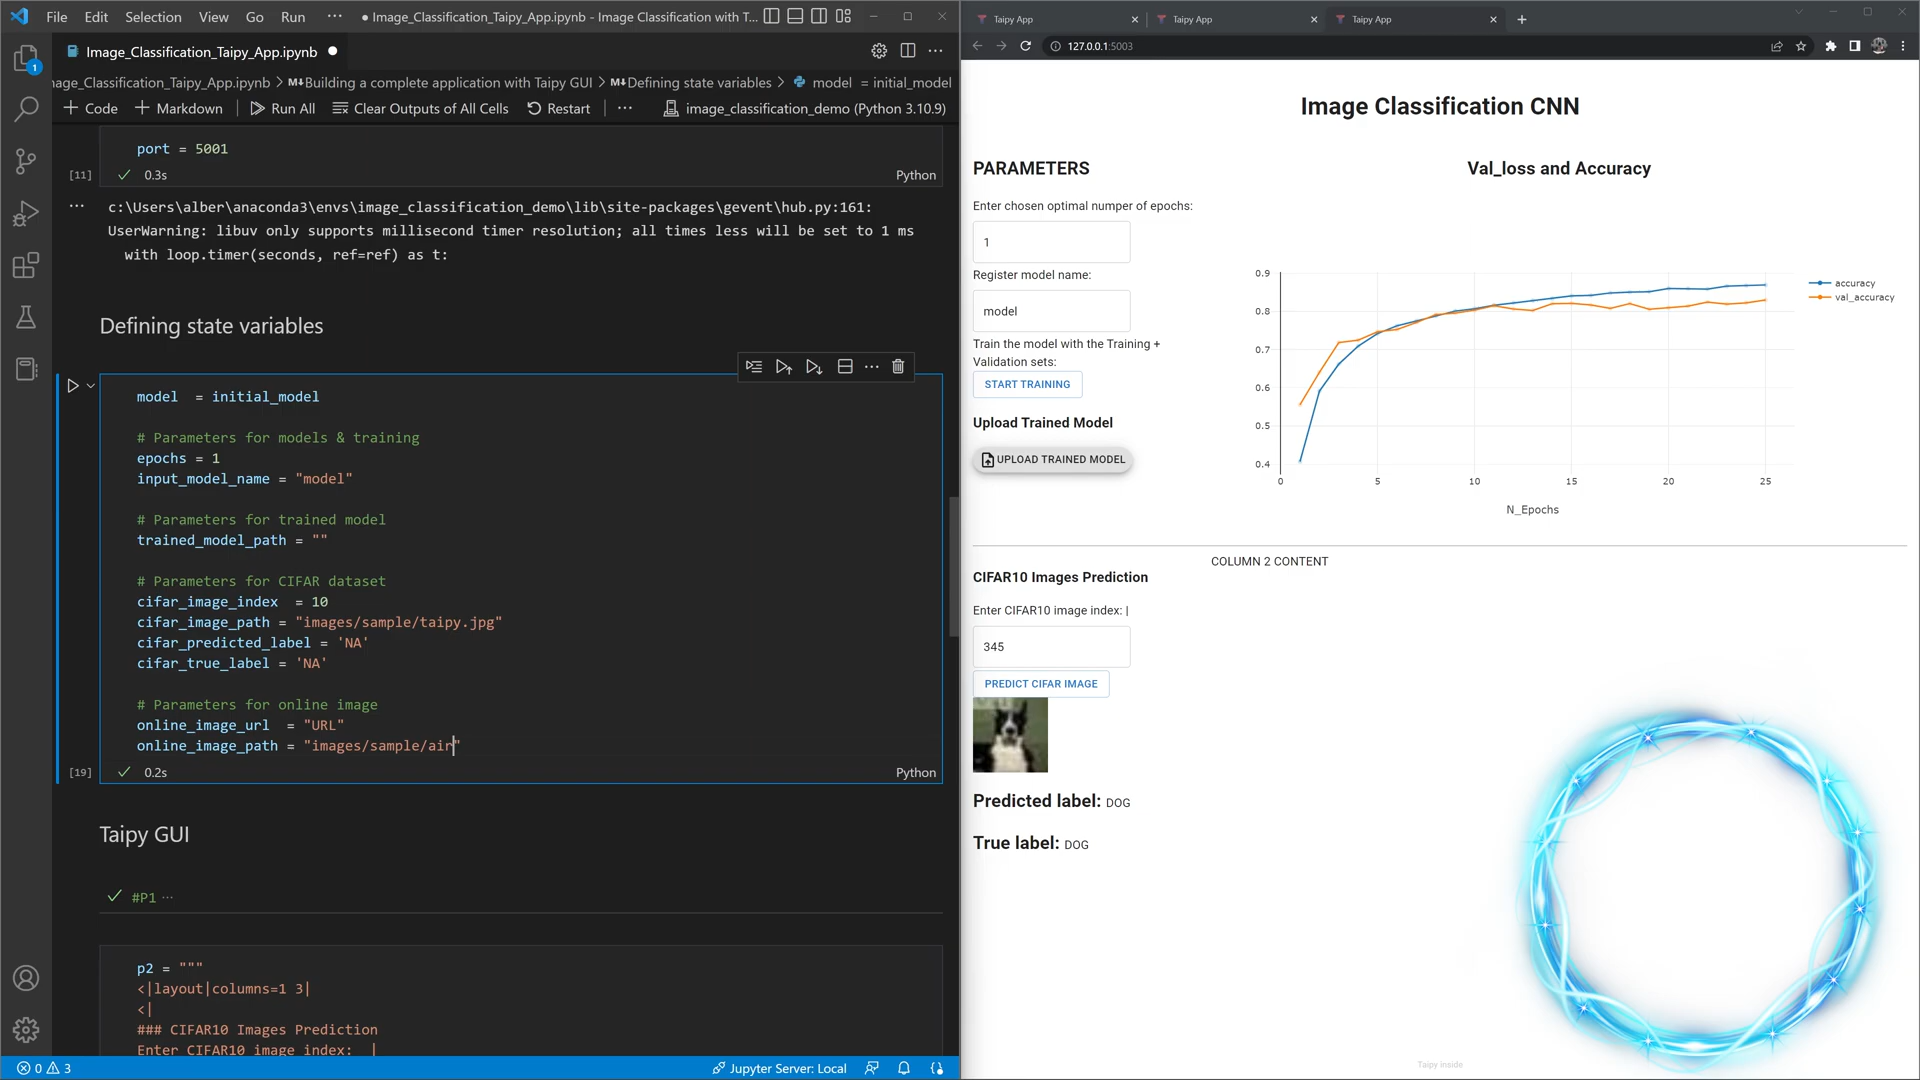 File Edit Selection View Go Run ··· ● Image_Classification_Taipy_App.ipynb - Image Classification with T...
Image_Classification_Taipy_App.ipynb ●
nage_Classification_Taipy_App.ipynb > M↓Building a complete application with Taipy GUI > M↓Defining state variables > model = initial_model
+ Code + Markdown Run All Clear Outputs of All Cells Restart ··· image_classification_demo (Python 3.10.9)
1
port = 5001
[11] ✓ 0.3s Python
··· c:\Users\alber\anaconda3\envs\image_classification_demo\lib\site-packages\gevent\hub.py:161:
UserWarning: libuv only supports millisecond timer resolution; all times less will be set to 1 ms
with loop.timer(seconds, ref=ref) as t:
Defining state variables
model  = initial_model
# Parameters for models & training
epochs = 1
input_model_name = "model"
# Parameters for trained model
trained_model_path = ""
# Parameters for CIFAR dataset
cifar_image_index  = 10
cifar_image_path = "images/sample/taipy.jpg"
cifar_predicted_label = 'NA'
cifar_true_label = 'NA'
# Parameters for online image
online_image_url  = "URL"
online_image_path = "images/sample/air"
[19] ✓ 0.2s Python
Taipy GUI
✓ #P1 ···
p2 = """
<|layout|columns=1 3|
<|
### CIFAR10 Images Prediction
Enter CIFAR10 image index:  |
0 3 Jupyter Server: Local
Taipy App × Taipy App × Taipy App × +
127.0.0.1:5003
Image Classification CNN
PARAMETERS
Enter chosen optimal numper of epochs:
1
Register model name:
model
Train the model with the Training +
Validation sets:
START TRAINING
Upload Trained Model
UPLOAD TRAINED MODEL
Val_loss and Accuracy
0.9
0.8
0.7
0.6
0.5
0.4
0 5 10 15 20 25
N_Epochs
accuracy
val_accuracy
COLUMN 2 CONTENT
CIFAR10 Images Prediction
Enter CIFAR10 image index: |
345
PREDICT CIFAR IMAGE
Predicted label: DOG
True label: DOG
Taipy inside